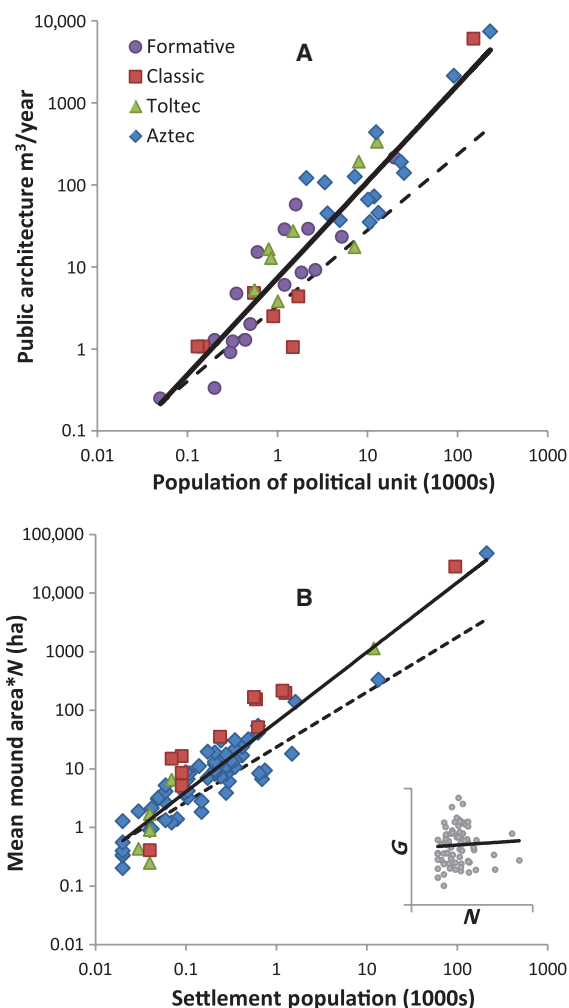 10,000
1000
100
10
1
0.1
Public architecture m³/year
Formative
Classic
Toltec
Aztec
A
0.01 0.1 1 10 100 1000
Population of political unit (1000s)
100,000
10,000
1000
100
10
1
0.1
0.01
Mean mound area*N (ha)
B
G
N
0.01 0.1 1 10 100 1000
Settlement population (1000s)